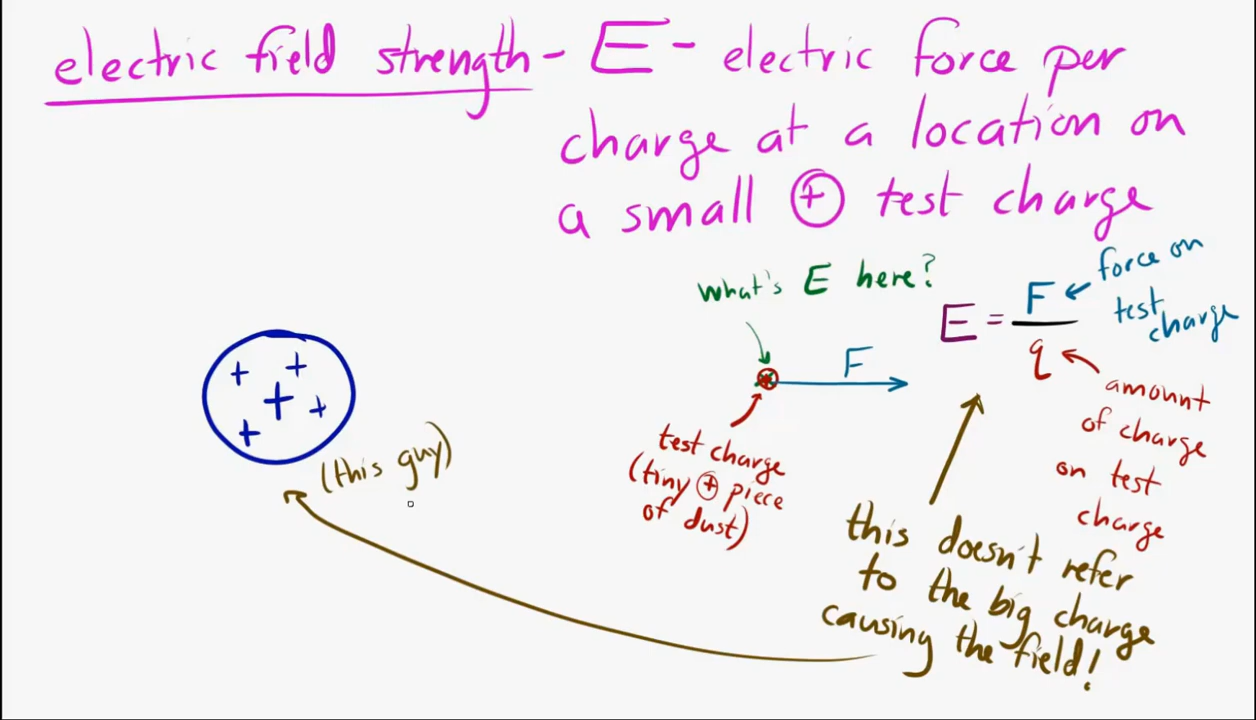 electric field strength - E - electric force per
charge at a location on
a small ⊕ test charge
what's E here?
E = F/q
force on
test
charge
F
amount
of charge
on test
charge
test charge
(tiny ⊕ piece
of dust)
+ +
+
+ +
(this guy)
this doesn't refer
to the big charge
causing the field!